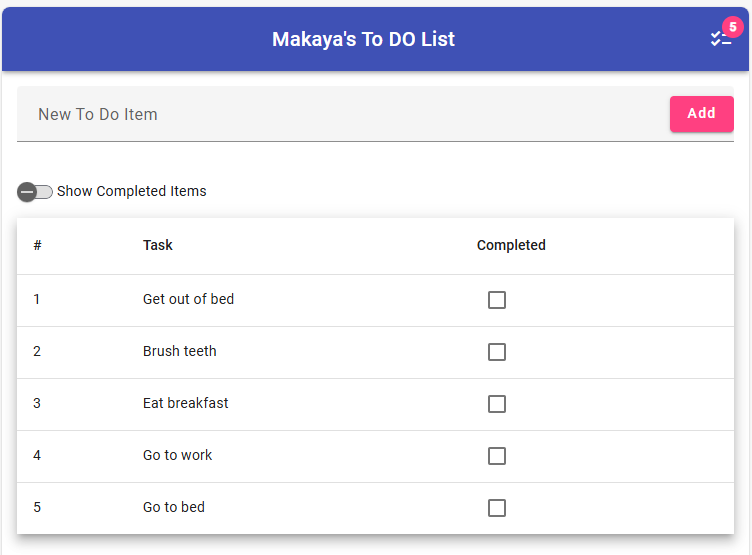 Makaya's To DO List
5
New To Do Item
Add
Show Completed Items
# Task Completed
1 Get out of bed
2 Brush teeth
3 Eat breakfast
4 Go to work
5 Go to bed